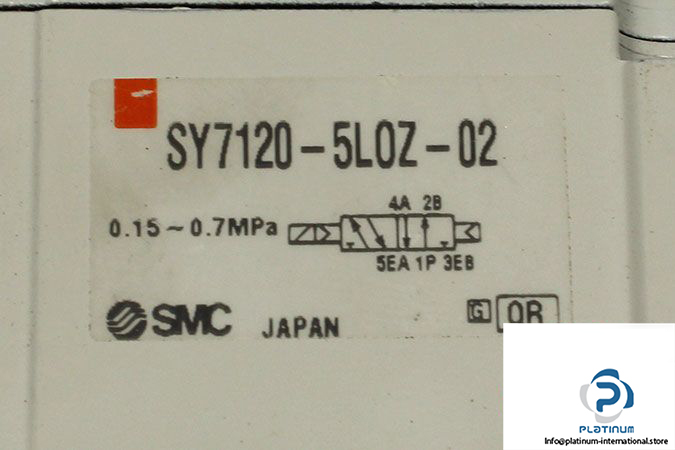 SY7120-5LOZ-02
4A 2B
0.15~0.7MPa
5EA 1P 3EB
SMC JAPAN
G
PLATINUM
Info@platinum-international.store